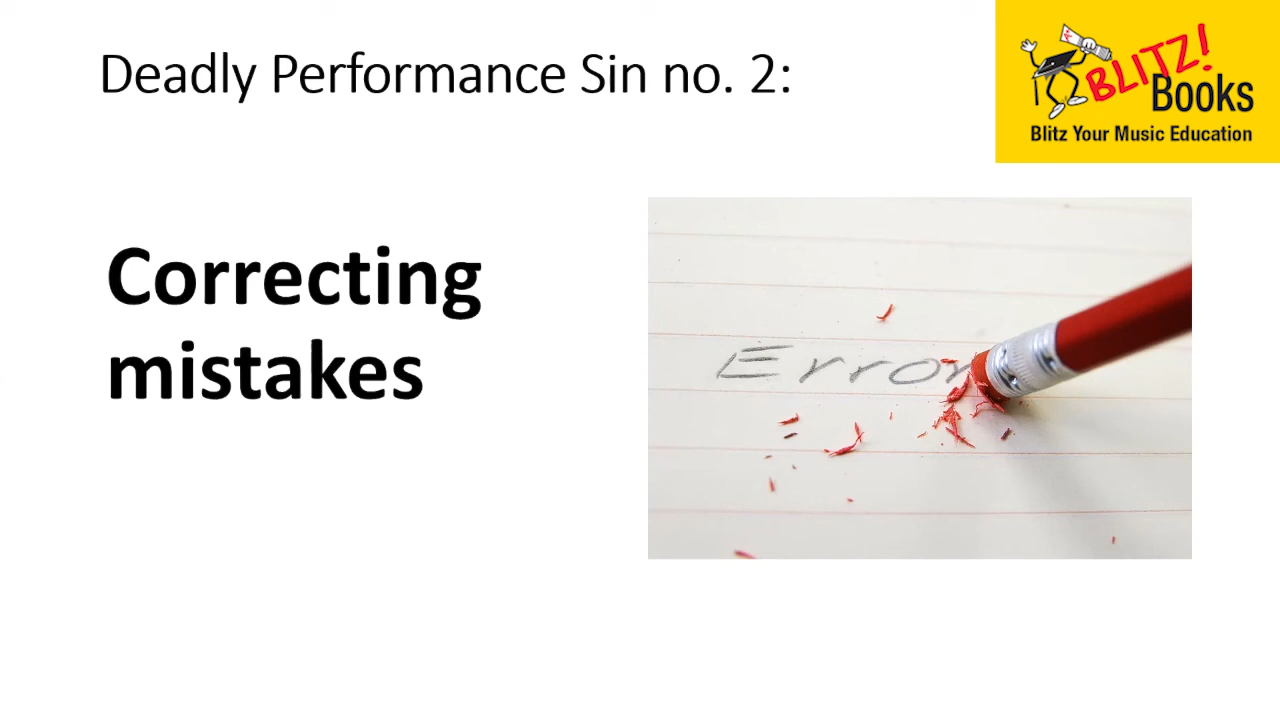 Deadly Performance Sin no. 2:
BLITZ!
Books
Blitz Your Music Education
Correcting
mistakes
Error